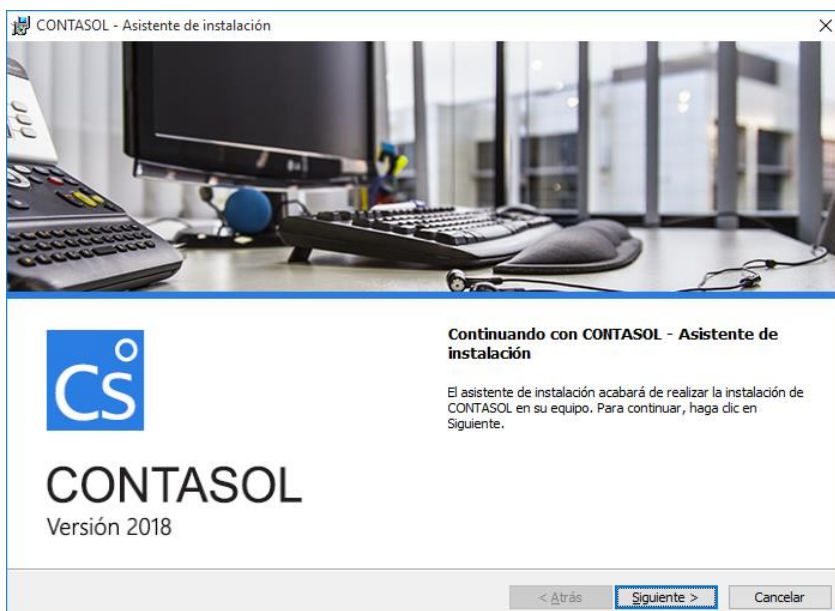 CONTASOL - Asistente de instalación
Continuando con CONTASOL - Asistente de
instalación
El asistente de instalación acabará de realizar la instalación de
CONTASOL en su equipo. Para continuar, haga clic en
Siguiente.
Cs
CONTASOL
Versión 2018
< Atrás
Siguiente >
Cancelar